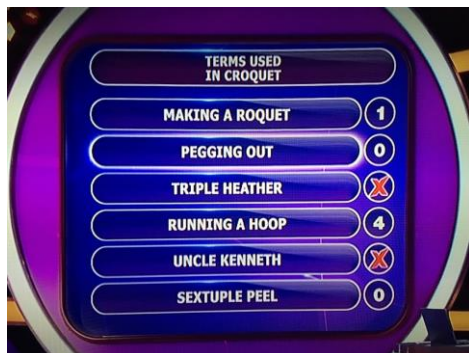 TERMS USED
IN CROQUET
MAKING A ROQUET 1
PEGGING OUT 0
TRIPLE HEATHER X
RUNNING A HOOP 4
UNCLE KENNETH X
SEXTUPLE PEEL 0